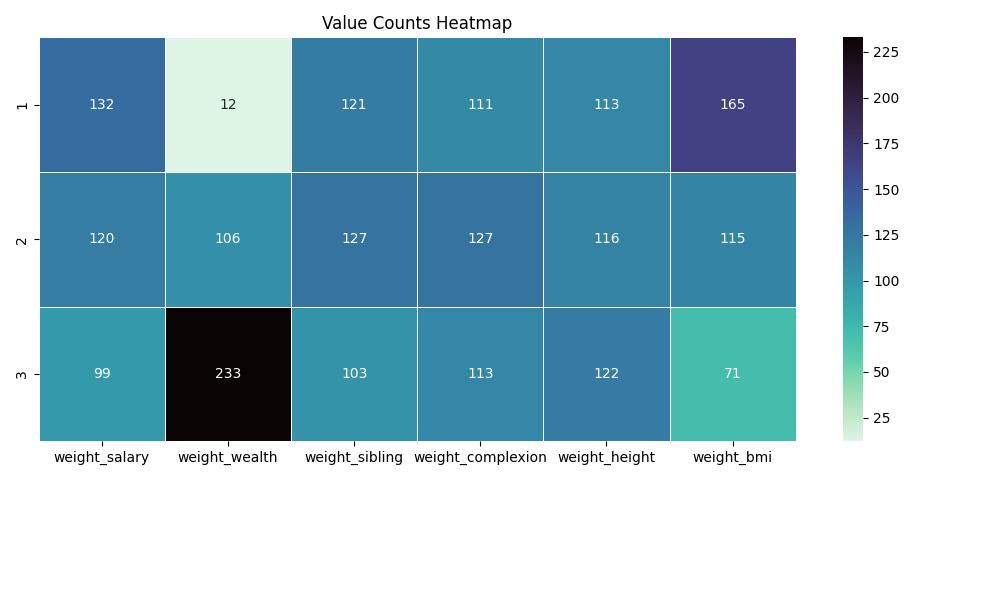 Value Counts Heatmap
1 132 12 121 111 113 165
2 120 106 127 127 116 115
3 99 233 103 113 122 71
weight_salary weight_wealth weight_sibling weight_complexion weight_height weight_bmi
225
200
175
150
125
100
75
50
25